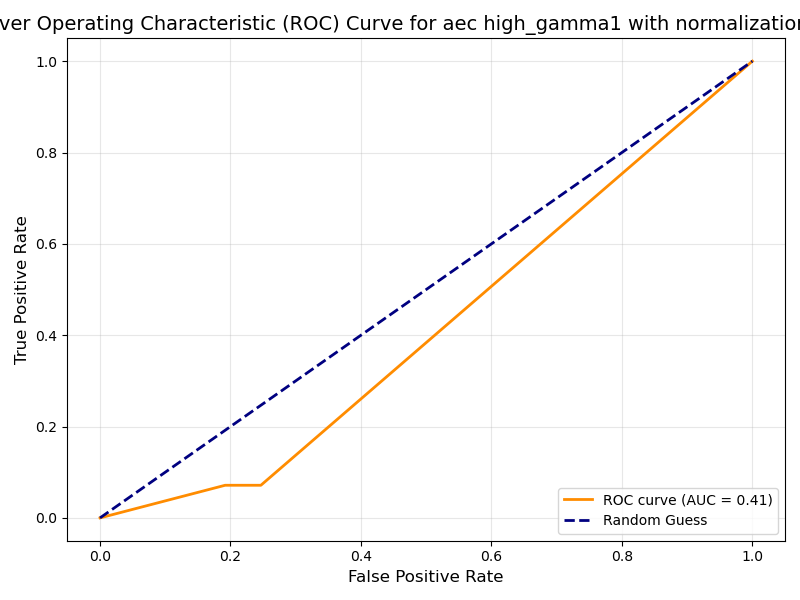 ver Operating Characteristic (ROC) Curve for aec high_gamma1 with normalization
1.0
0.8
0.6
0.4
0.2
0.0
True Positive Rate
0.0 0.2 0.4 0.6 0.8 1.0
False Positive Rate
ROC curve (AUC = 0.41)
Random Guess